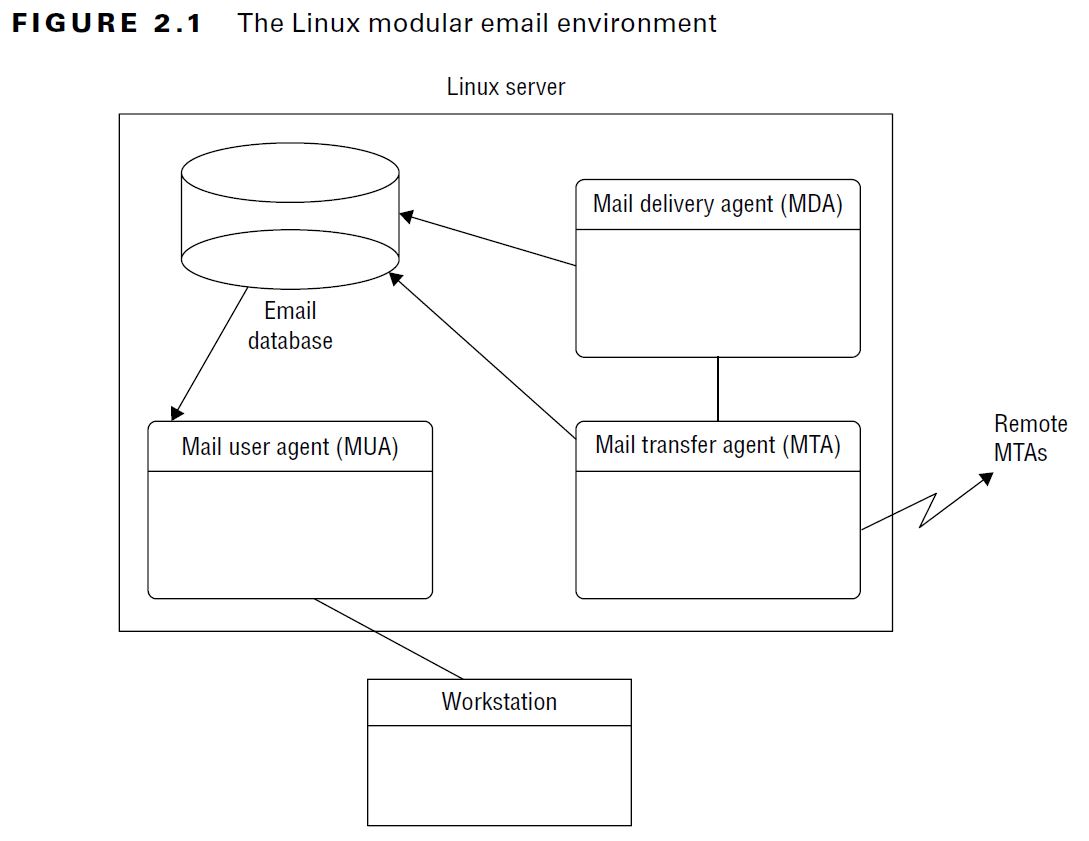 FIGURE 2.1 The Linux modular email environment
Linux server
Mail delivery agent (MDA)
Email
database
Mail user agent (MUA)
Mail transfer agent (MTA)
Remote
MTAs
Workstation